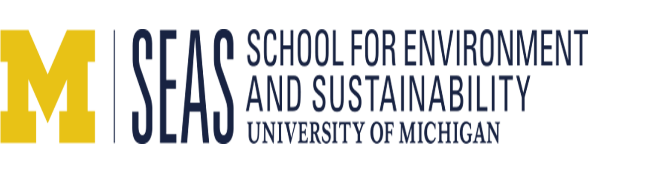 M
SEAS
SCHOOL FOR ENVIRONMENT
AND SUSTAINABILITY
UNIVERSITY OF MICHIGAN